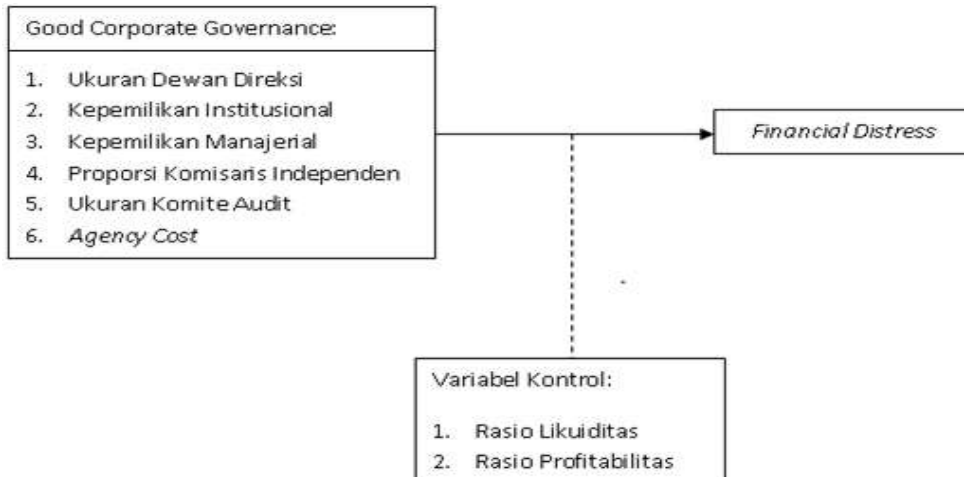 Good Corporate Governance:
1. Ukuran Dewan Direksi
2. Kepemilikan Institusional
3. Kepemilikan Manajerial
4. Proporsi Komisaris Independen
5. Ukuran Komite Audit
6. Agency Cost
Financial Distress
Variabel Kontrol:
1. Rasio Likuiditas
2. Rasio Profitabilitas